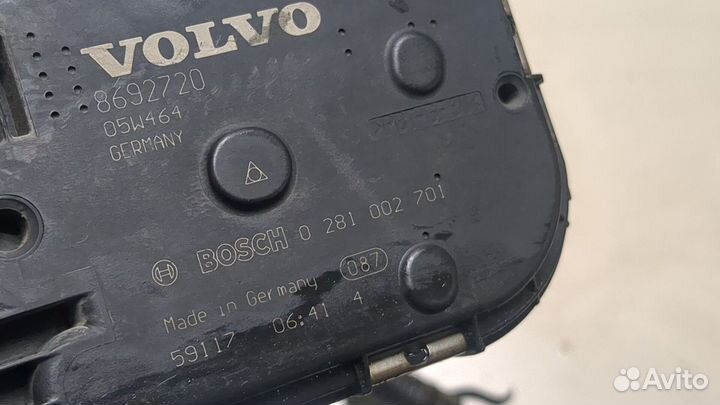 VOLVO
8692720
05W464
GERMANY
BOSCH 0 281 002 701
Made in Germany 087
59117 06:41 4
Avito